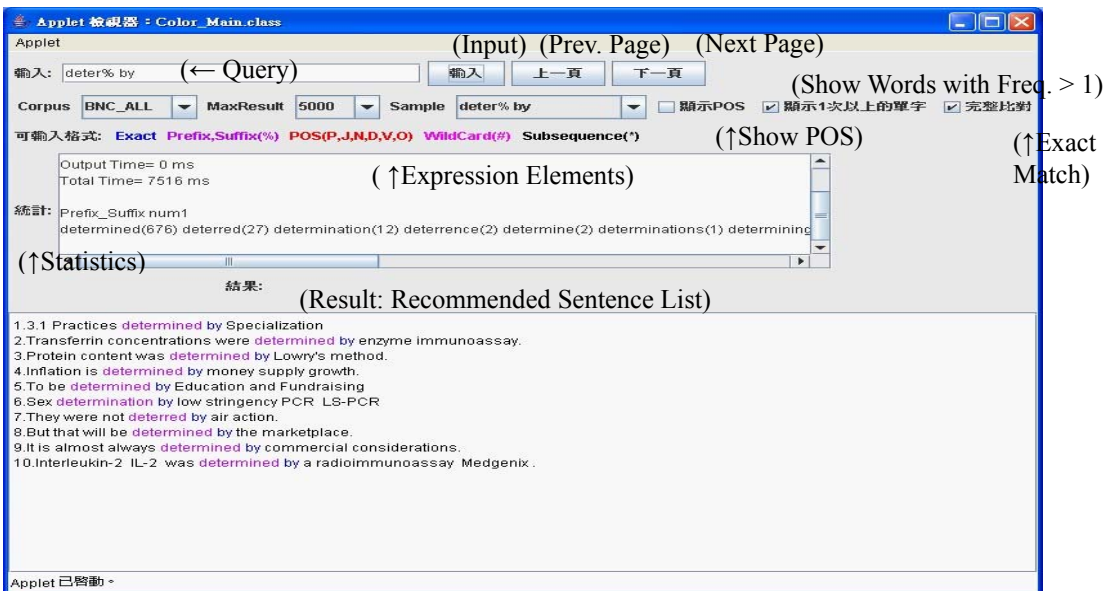 Applet 檢視器：Color_Main.class
Applet
(Input) (Prev. Page) (Next Page)
輸入: deter% by (← Query) 輸入 上一頁 下一頁
(Show Words with Freq. > 1)
Corpus BNC_ALL MaxResult 5000 Sample deter% by 顯示POS 顯示1次以上的單字 完整比對
可輸入格式: Exact Prefix,Suffix(%) POS(P,J,N,D,V,O) WildCard(#) Subsequence(*) (↑Show POS) (↑Exact Match)
Output Time= 0 ms
Total Time= 7516 ms
(↑Expression Elements)
統計: Prefix_Suffix num1
determined(676) deterred(27) determination(12) deterrence(2) determine(2) determinations(1) determining
(↑Statistics)
結果:
(Result: Recommended Sentence List)
1.3.1 Practices determined by Specialization
2.Transferrin concentrations were determined by enzyme immunoassay.
3.Protein content was determined by Lowry's method.
4.Inflation is determined by money supply growth.
5.To be determined by Education and Fundraising
6.Sex determination by low stringency PCR LS-PCR
7.They were not deterred by air action.
8.But that will be determined by the marketplace.
9.It is almost always determined by commercial considerations.
10.Interleukin-2 IL-2 was determined by a radioimmunoassay Medgenix .
Applet 已啓動。